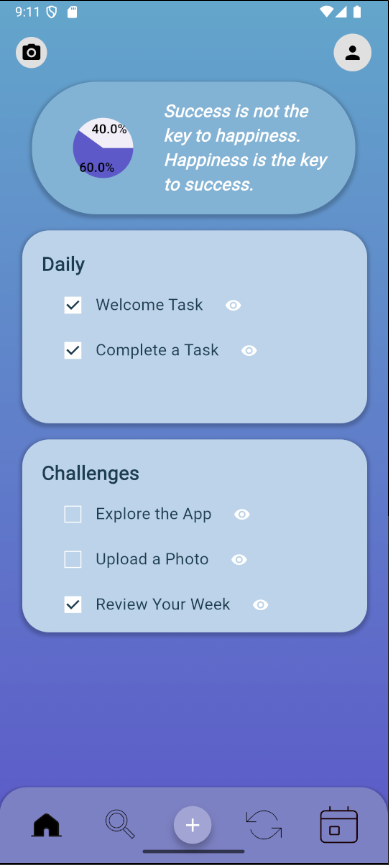 9:11
40.0%
60.0%
Success is not the
key to happiness.
Happiness is the key
to success.
Daily
Welcome Task
Complete a Task
Challenges
Explore the App
Upload a Photo
Review Your Week